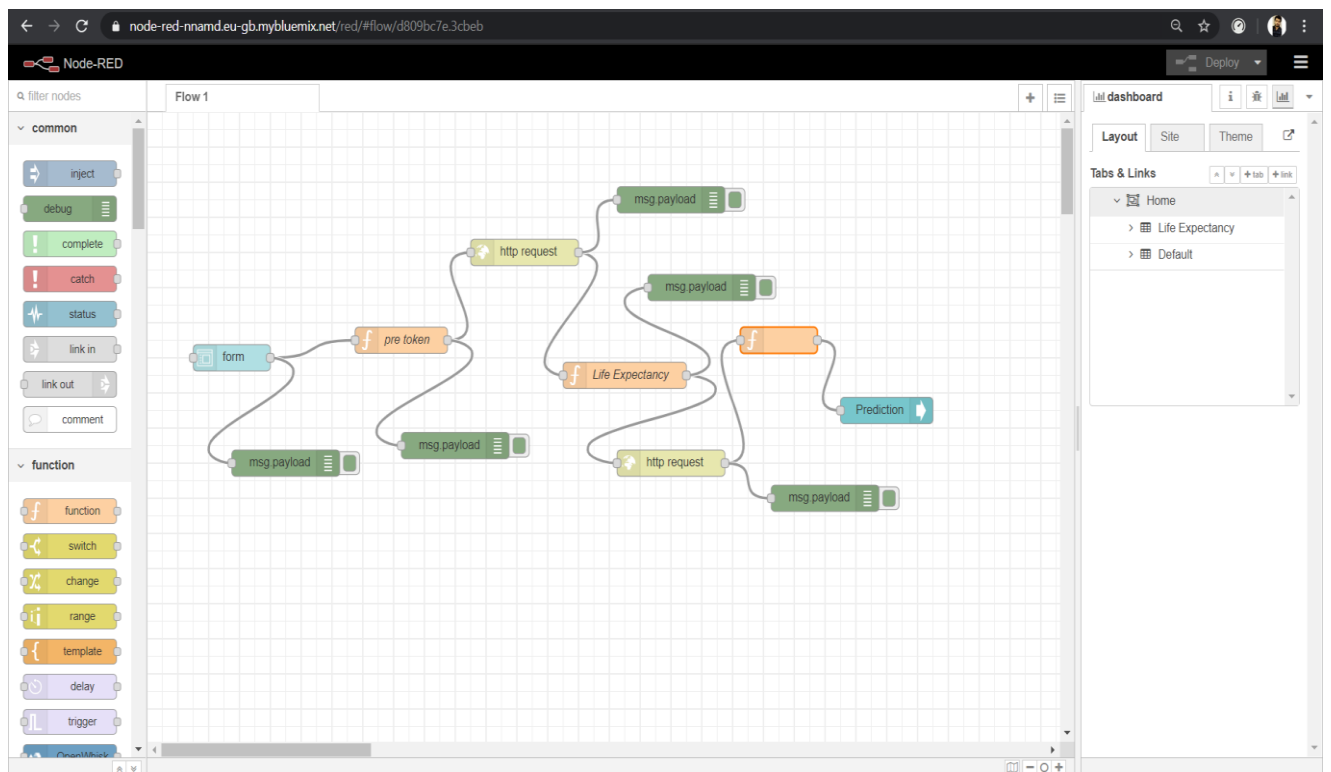 node-red-nnamd.eu-gb.mybluemix.net/red/#flow/d809bc7e.3cbeb
Node-RED
Deploy
filter nodes
Flow 1
dashboard
i
common
Layout
Site
Theme
inject
Tabs & Links
+ tab
+ link
debug
Home
complete
Life Expectancy
catch
Default
status
link in
link out
comment
function
function
switch
change
range
template
delay
trigger
OpenWhisk
form
pre token
http request
msg.payload
msg.payload
Life Expectancy
Prediction
msg.payload
msg.payload
http request
msg.payload